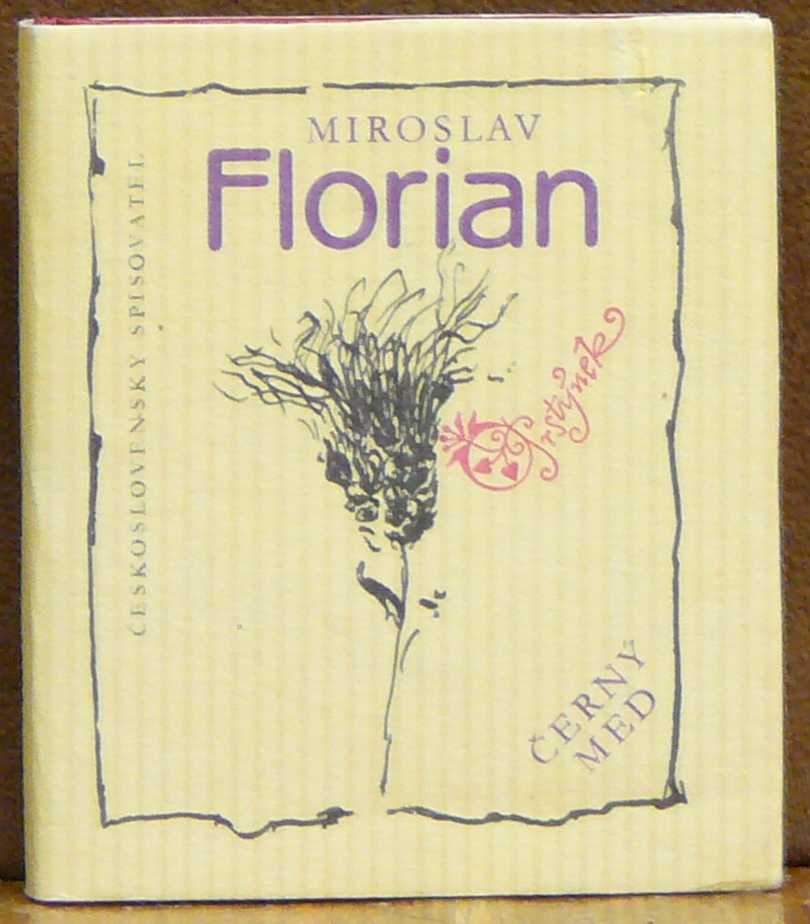 MIROSLAV
Florian
ČESKOSLOVENSKÝ SPISOVATEL
Prstýnek
ČERNÝ
MED